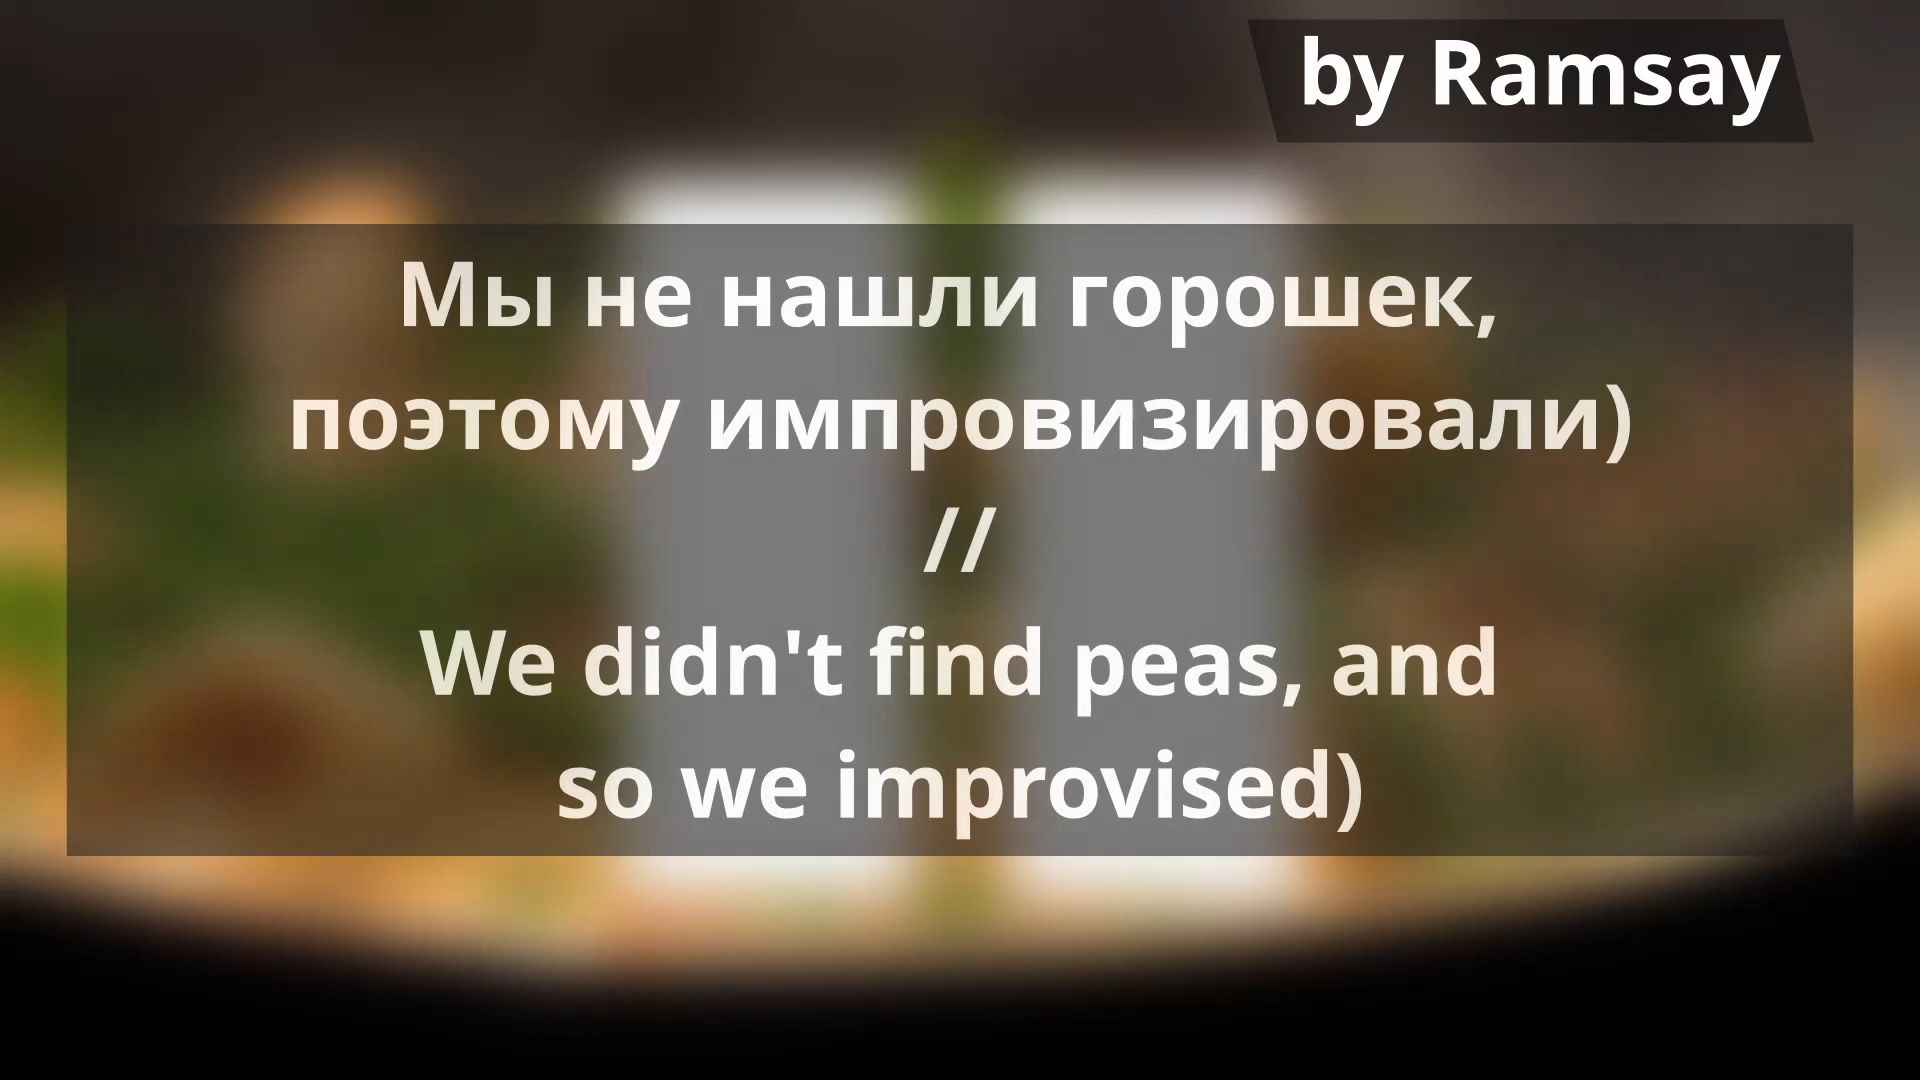 by Ramsay
Мы не нашли горошек,
поэтому импровизировали)
//
We didn't find peas, and
so we improvised)